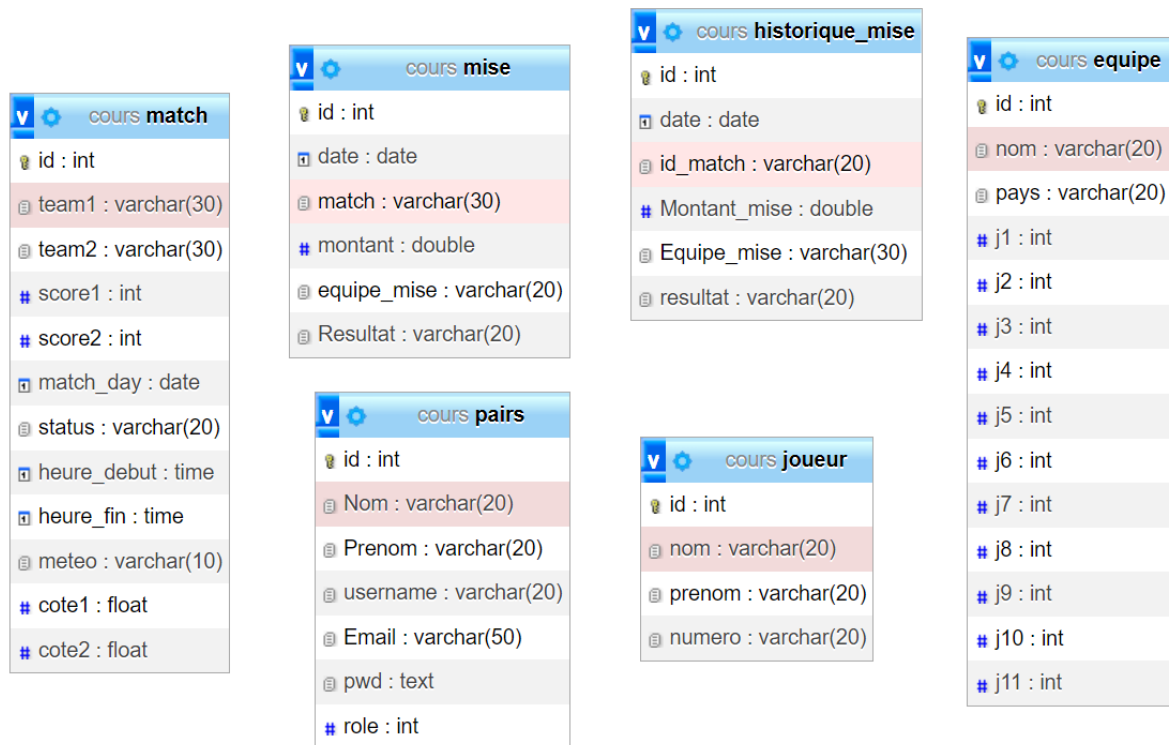 v cours match
id : int
team1 : varchar(30)
team2 : varchar(30)
score1 : int
score2 : int
match_day : date
status : varchar(20)
heure_debut : time
heure_fin : time
meteo : varchar(10)
cote1 : float
cote2 : float
v cours mise
id : int
date : date
match : varchar(30)
montant : double
equipe_mise : varchar(20)
Resultat : varchar(20)
v cours pairs
id : int
Nom : varchar(20)
Prenom : varchar(20)
username : varchar(20)
Email : varchar(50)
pwd : text
role : int
v cours historique_mise
id : int
date : date
id_match : varchar(20)
Montant_mise : double
Equipe_mise : varchar(30)
resultat : varchar(20)
v cours joueur
id : int
nom : varchar(20)
prenom : varchar(20)
numero : varchar(20)
v cours equipe
id : int
nom : varchar(20)
pays : varchar(20)
j1 : int
j2 : int
j3 : int
j4 : int
j5 : int
j6 : int
j7 : int
j8 : int
j9 : int
j10 : int
j11 : int